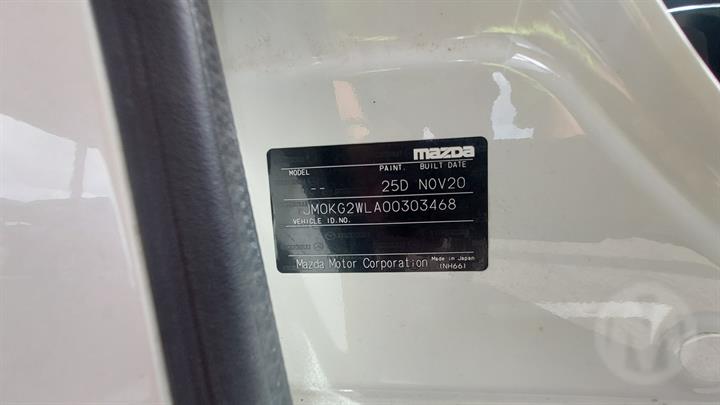 mazda
MODEL PAINT. BUILT DATE
-- 25D NOV20
JM0KG2WLA00303468
VEHICLE ID.NO.
Mazda Motor Corporation Made in Japan
(NH66)